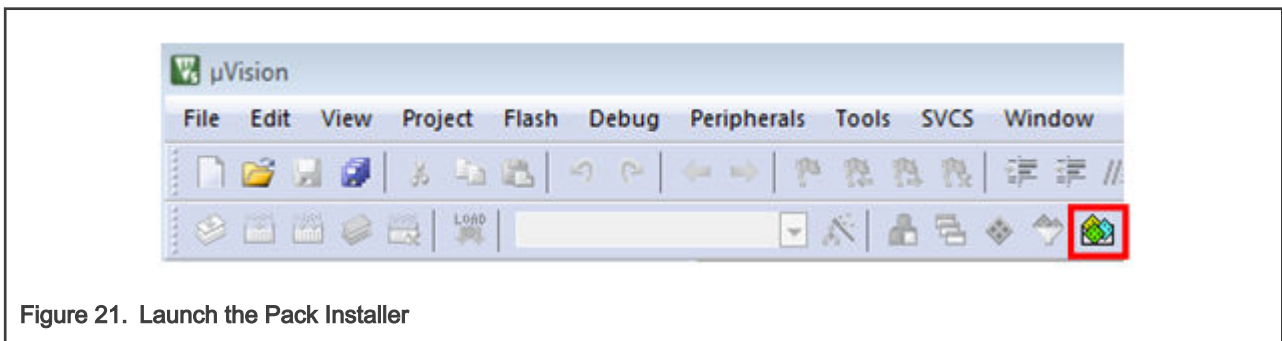 µVision
File Edit View Project Flash Debug Peripherals Tools SVCS Window
LOAD
Figure 21. Launch the Pack Installer